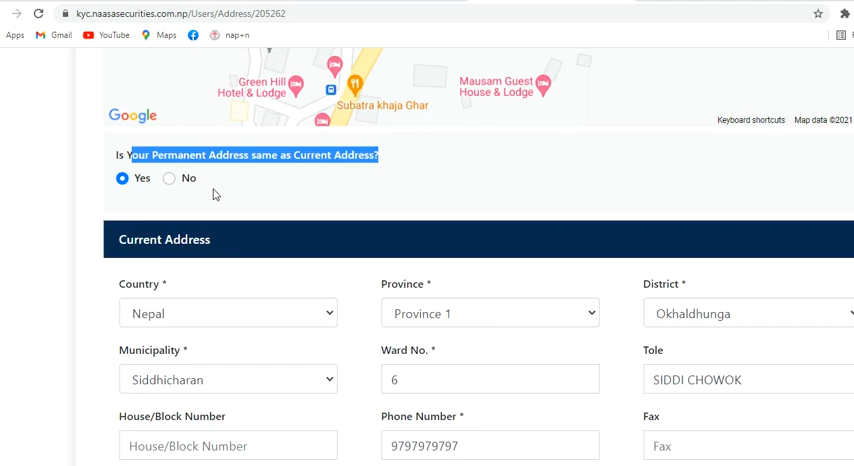 kyc.naasasecurities.com.np/Users/Address/205262
Apps Gmail YouTube Maps nap+n
Green Hill
Hotel & Lodge
Mausam Guest
House & Lodge
Subatra khaja Ghar
Google
Keyboard shortcuts Map data ©2021
Is Your Permanent Address same as Current Address?
Yes No
Current Address
Country * Province * District *
Nepal Province 1 Okhaldhunga
Municipality * Ward No. * Tole
Siddhicharan 6 SIDDI CHOWOK
House/Block Number Phone Number * Fax
House/Block Number 9797979797 Fax